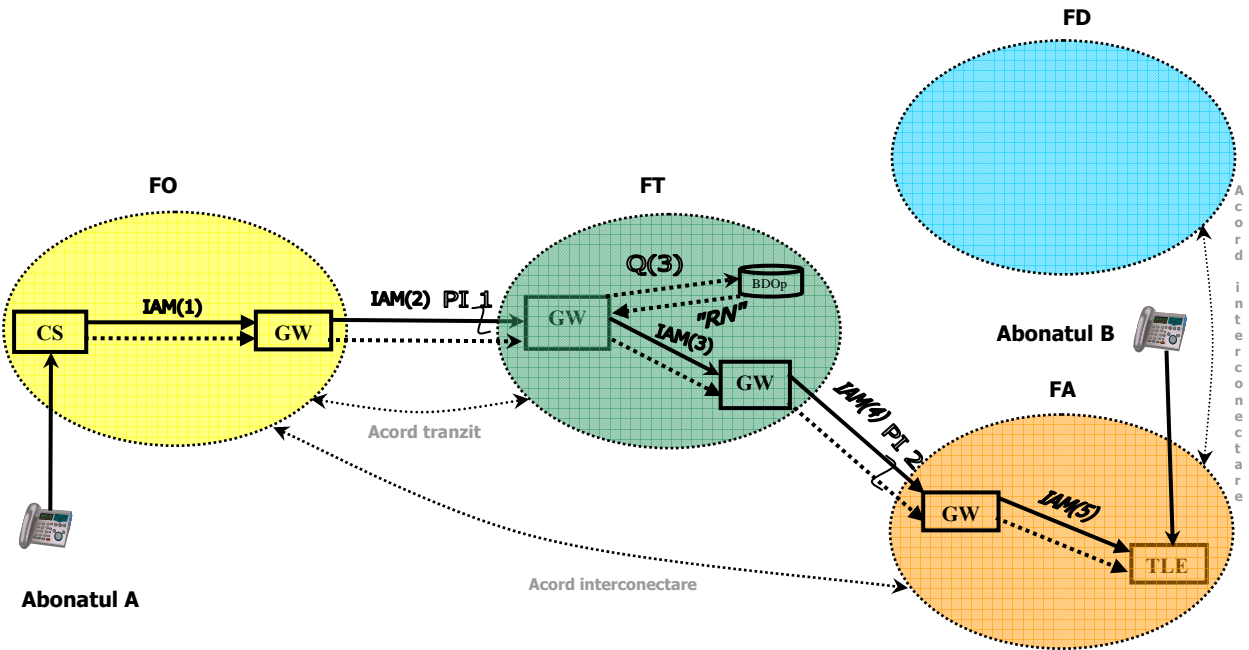 FD
FO
FT
Q(3)
BDOp
"RN"
IAM(1)
IAM(2) PI 1
CS
GW
GW
IAM(3)
GW
Abonatul B
IAM(4) PI 2
FA
Acord tranzit
Acord interconectare
GW
IAM(5)
TLE
Acord interconectare
Abonatul A